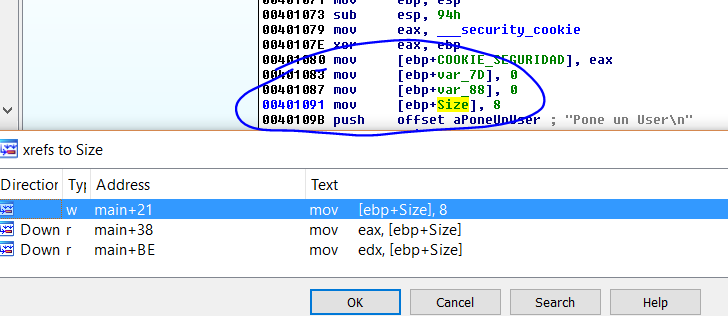 00401071 mov ebp, esp
00401073 sub esp, 94h
00401079 mov eax, ___security_cookie
0040107E xor eax, ebp
00401080 mov [ebp+COOKIE_SEGURIDAD], eax
00401083 mov [ebp+var_7D], 0
00401087 mov [ebp+var_88], 0
00401091 mov [ebp+Size], 8
0040109B push offset aPoneUnUser ; "Pone un User\n"
xrefs to Size
Direction Typ Address Text
w main+21 mov [ebp+Size], 8
Down r main+38 mov eax, [ebp+Size]
Down r main+BE mov edx, [ebp+Size]
OK Cancel Search Help